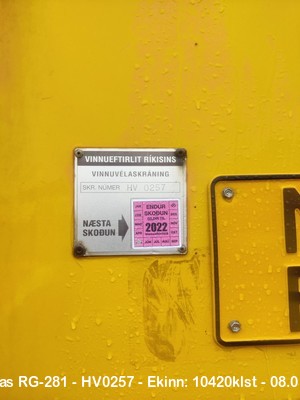 VINNUEFTIRLIT RÍKISINS
VINNUVÉLASKRÁNING
SKR. NÚMER HV 0257
NÆSTA
SKOÐUN
ENDUR
SKOÐUN
2022
as RG-281 - HV0257 - Ekinn: 10420klst - 08.0